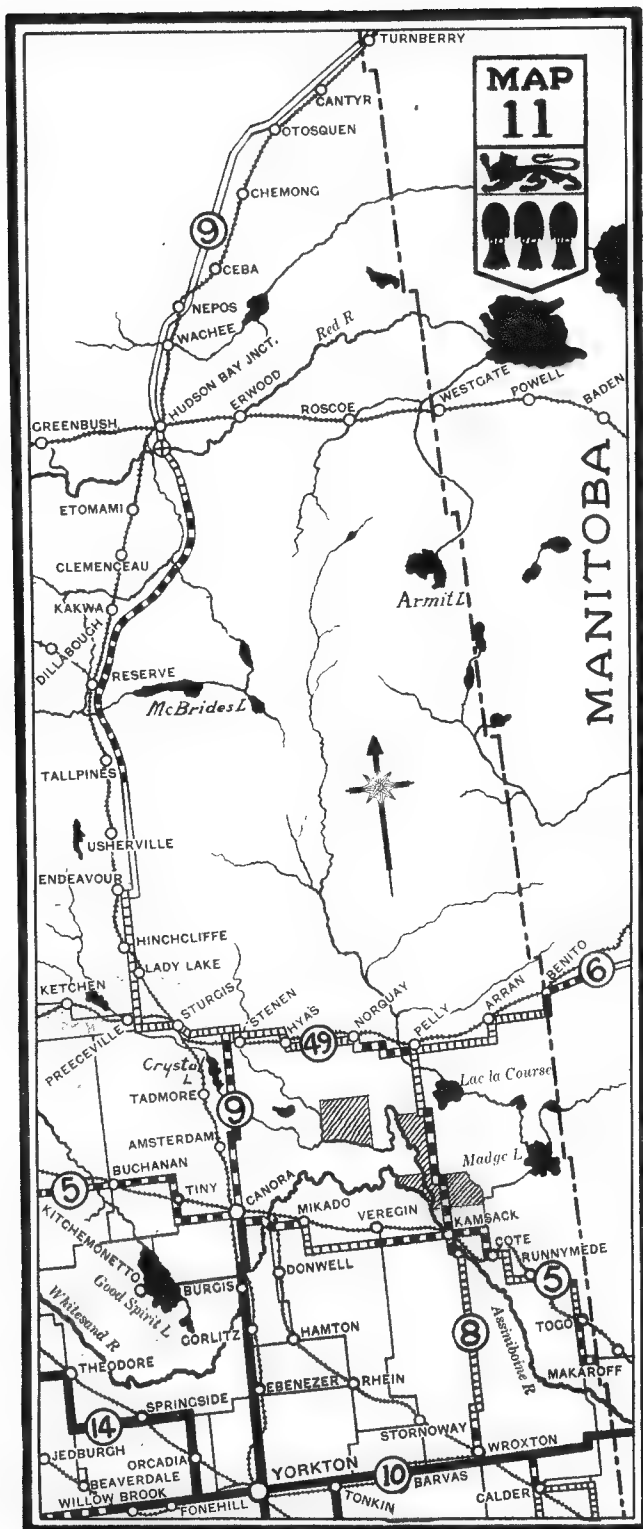 TURNBERRY
MAP
11
CANTYR
OTOSQUEN
CHEMONG
9
CEBA
NEPOS
WACHEE
Red R
HUDSON BAY JNCT.
ERWOOD
ROSCOE
WESTGATE
POWELL
BADEN
GREENBUSH
MANITOBA
ETOMAMI
CLEMENCEAU
Armit L
KAKWA
DILLABOUGH
RESERVE
McBrides L
TALLPINES
USHERVILLE
ENDEAVOUR
HINCHCLIFFE
LADY LAKE
BENITO
6
KETCHEN
STURGIS
STENEN
HYAS
49
NORQUAY
PELLY
ARRAN
PREECEVILLE
Crystal L
TADMORE
9
Lac la Course
AMSTERDAM
Madge L
5
BUCHANAN
TINY
CANORA
MIKADO
VEREGIN
KAMSACK
COTE
RUNNYMEDE
KITCHEMONETTO
Good Spirit L
BURGIS
DONWELL
5
Whitesand R
GORLITZ
HAMTON
8
Assiniboine R
TOGO
MAKAROFF
THEODORE
EBENEZER
RHEIN
SPRINGSIDE
14
STORNOWAY
JEDBURGH
ORCADIA
WROXTON
BEAVERDALE
YORKTON
10
BARVAS
WILLOW BROOK
FONEHILL
TONKIN
CALDER